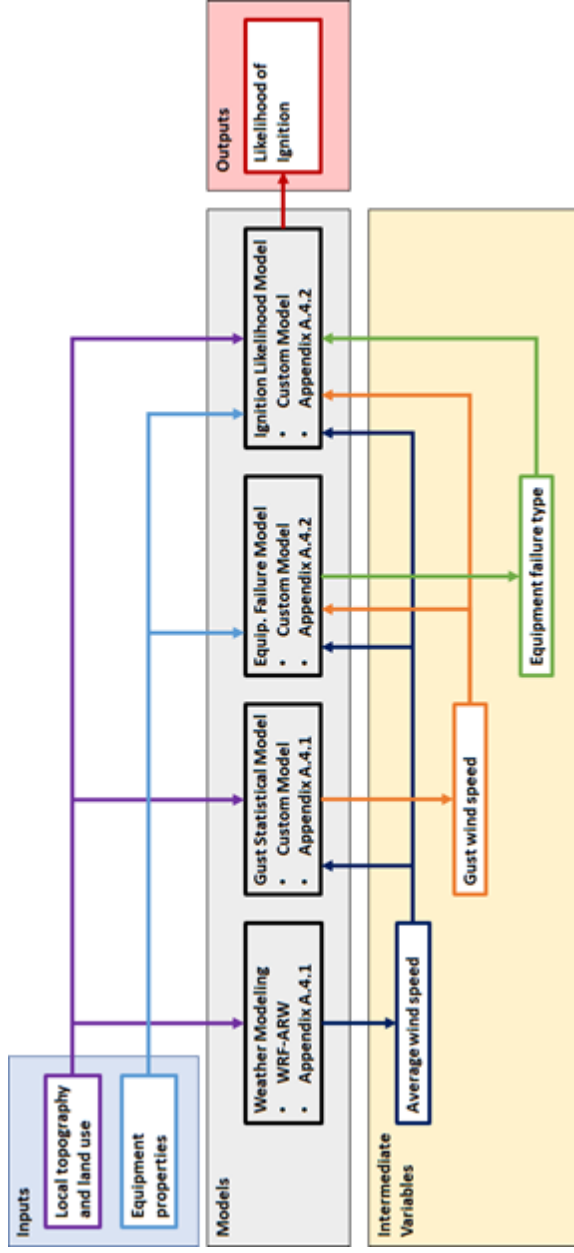 Inputs
Local topography
and land use
Equipment
properties
Models
Weather Modeling
• WRF-ARW
• Appendix A.4.1
Gust Statistical Model
• Custom Model
• Appendix A.4.1
Equip. Failure Model
• Custom Model
• Appendix A.4.2
Ignition Likelihood Model
• Custom Model
• Appendix A.4.2
Outputs
Likelihood of
Ignition
Intermediate
Variables
Average wind speed
Gust wind speed
Equipment failure type